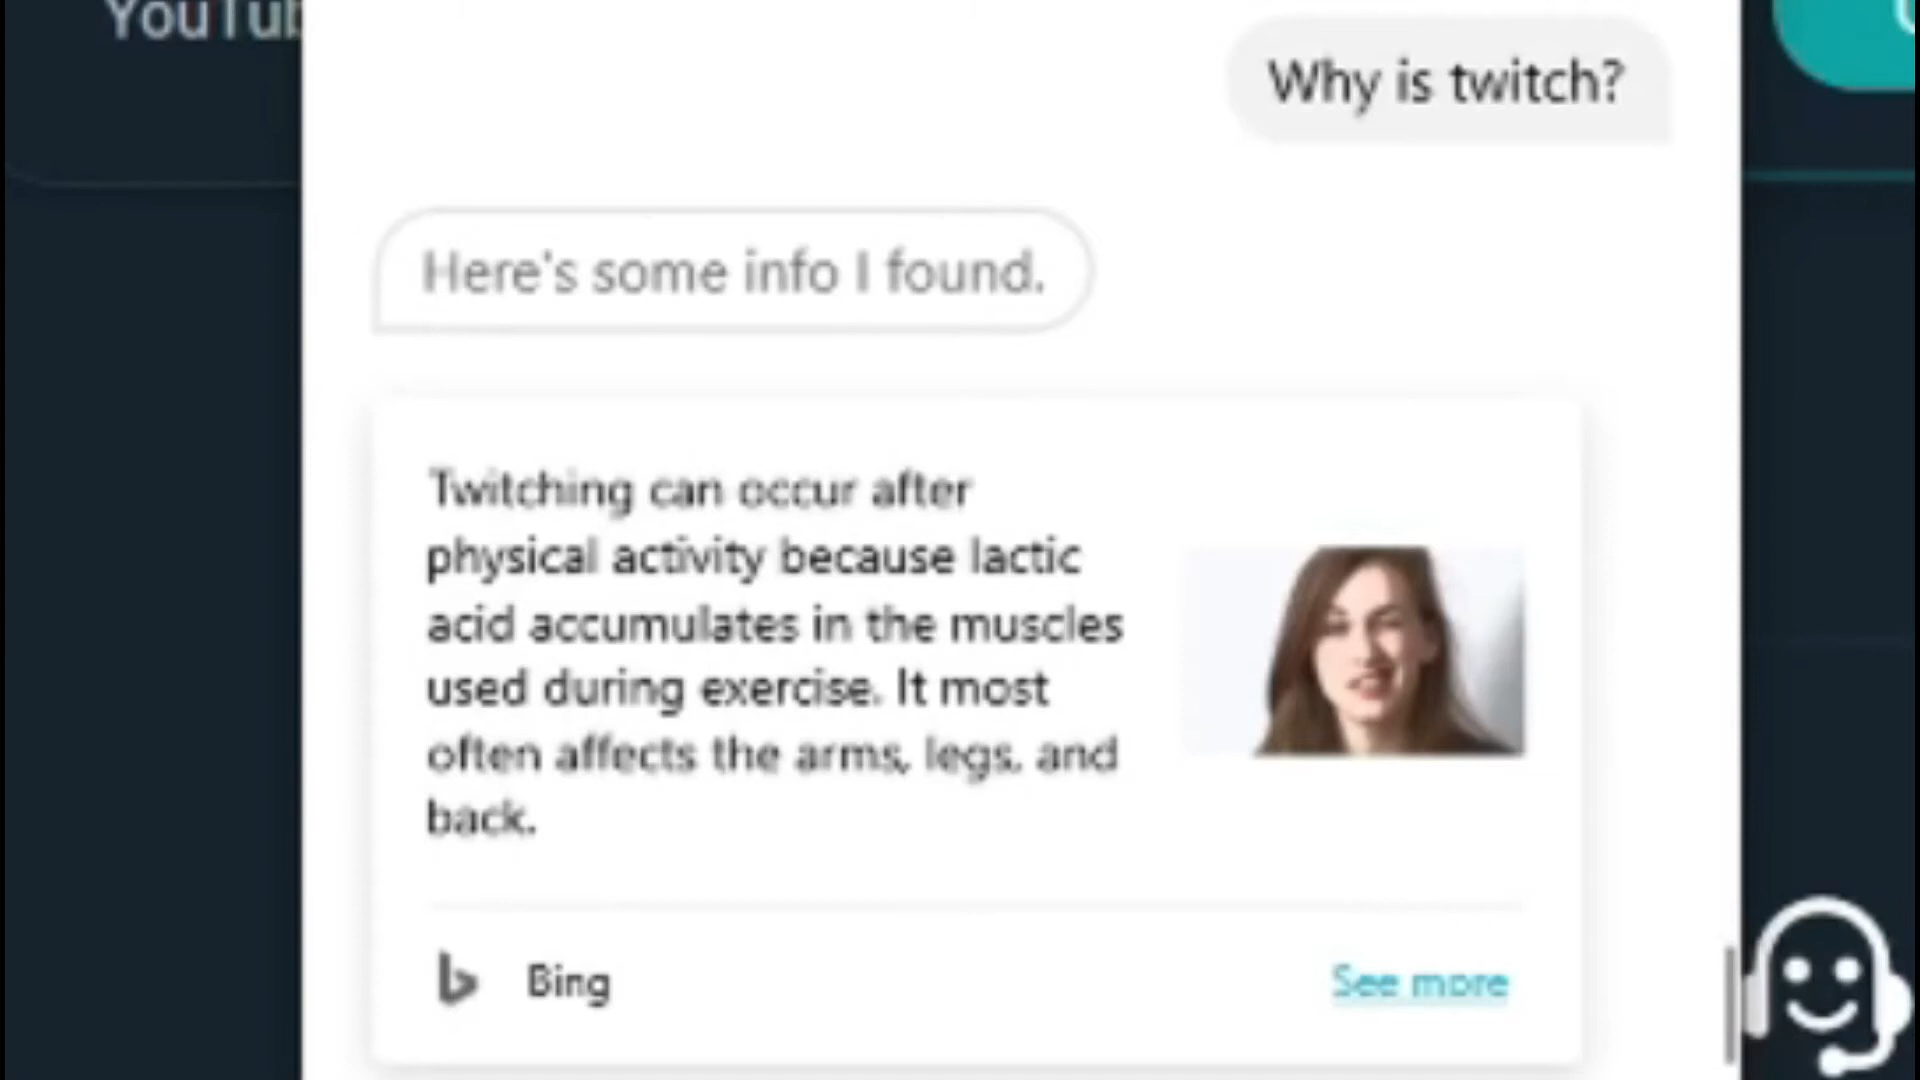 YouTub
Why is twitch?
Here's some info I found.
Twitching can occur after
physical activity because lactic
acid accumulates in the muscles
used during exercise. It most
often affects the arms, legs, and
back.
Bing
See more